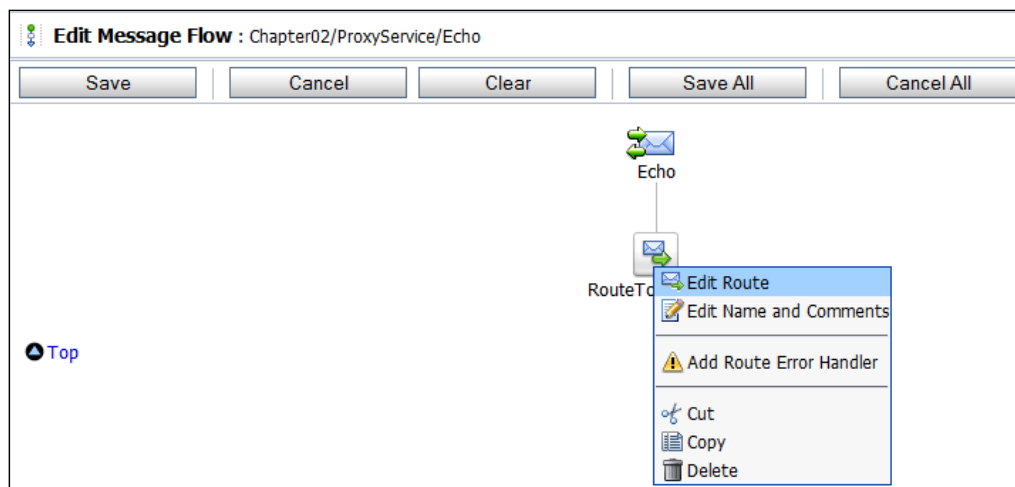 Edit Message Flow : Chapter02/ProxyService/Echo
Save Cancel Clear Save All Cancel All
Echo
RouteTo
Edit Route
Edit Name and Comments
Top
Add Route Error Handler
Cut
Copy
Delete